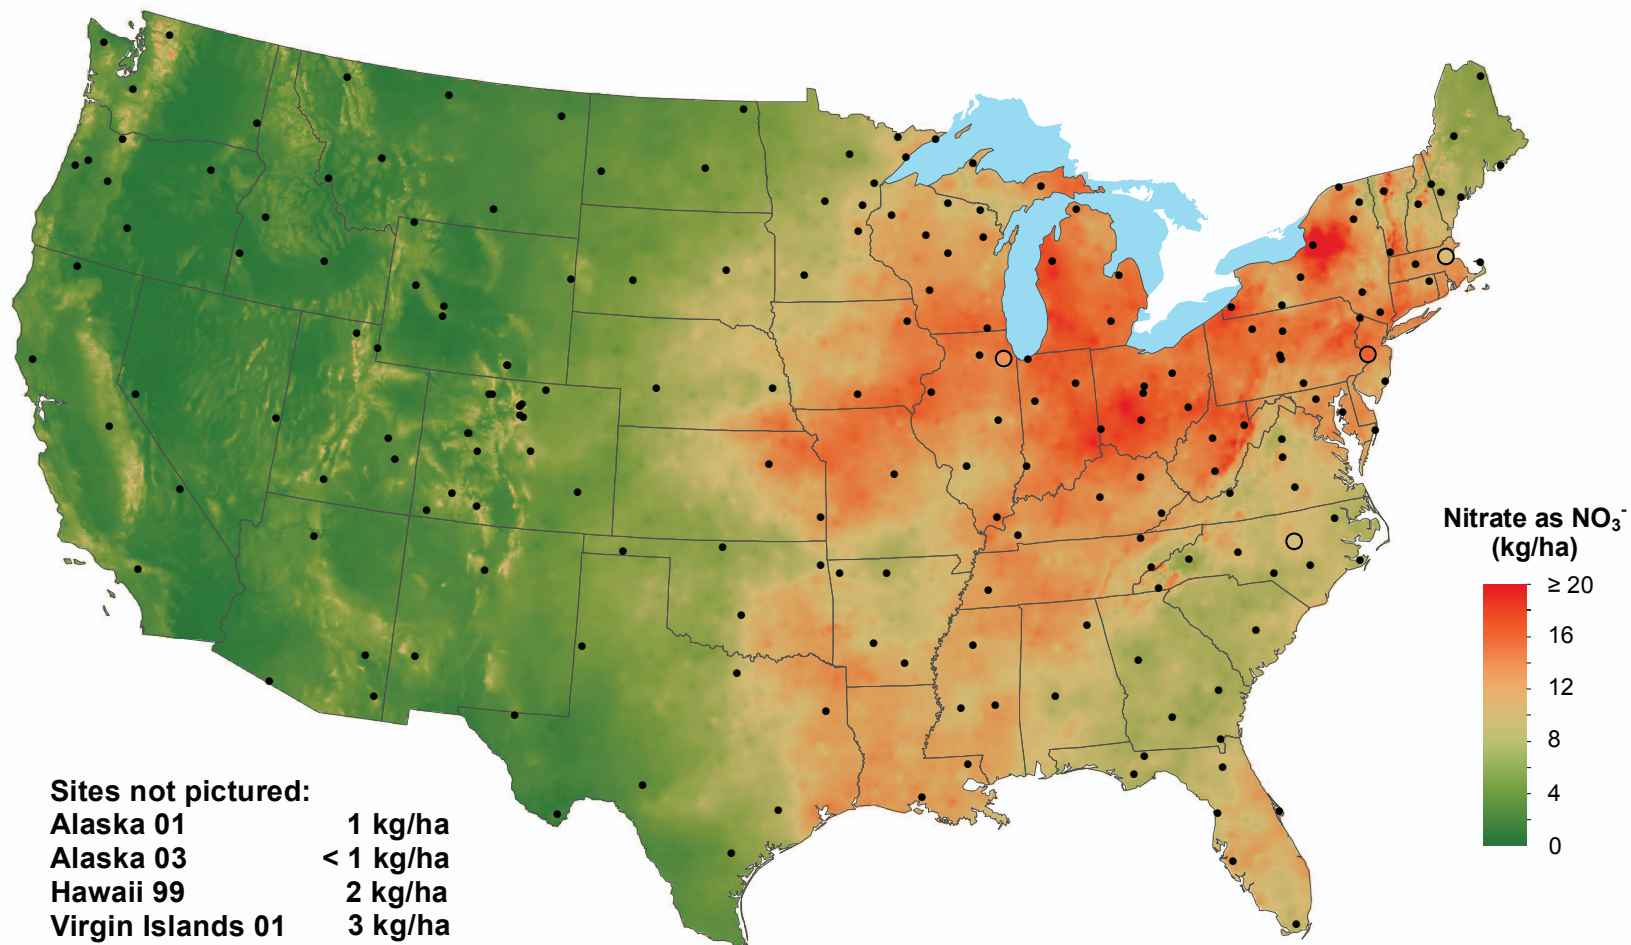 Nitrate as NO₃⁻
(kg/ha)
≥ 20
16
12
8
4
0
Sites not pictured:
Alaska 01 1 kg/ha
Alaska 03 < 1 kg/ha
Hawaii 99 2 kg/ha
Virgin Islands 01 3 kg/ha